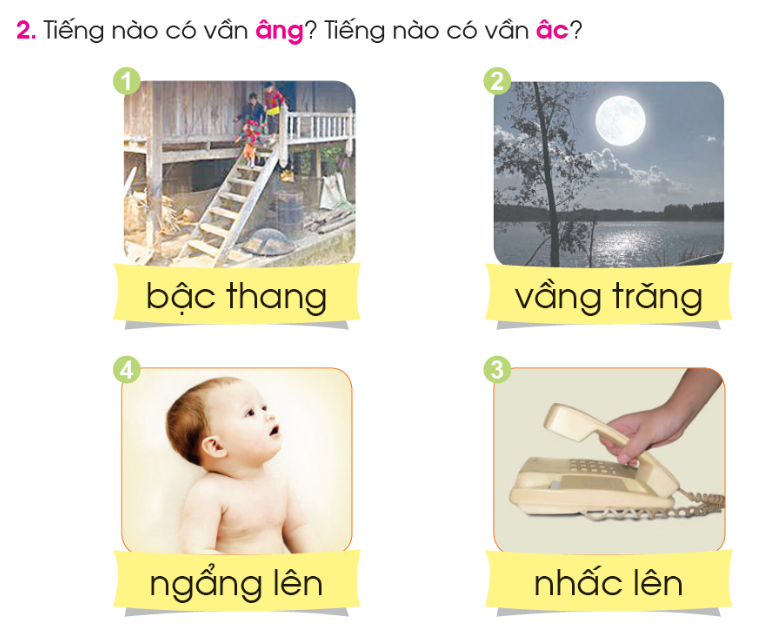 2. Tiếng nào có vần âng? Tiếng nào có vần âc?
1
bậc thang
2
vầng trăng
4
ngẩng lên
3
nhấc lên